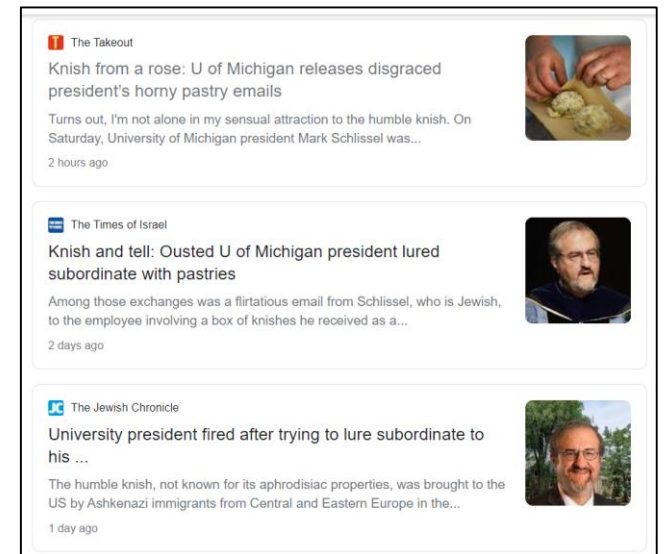 The Takeout
Knish from a rose: U of Michigan releases disgraced
president's horny pastry emails
Turns out, I'm not alone in my sensual attraction to the humble knish. On
Saturday, University of Michigan president Mark Schlissel was...
2 hours ago
The Times of Israel
Knish and tell: Ousted U of Michigan president lured
subordinate with pastries
Among those exchanges was a flirtatious email from Schlissel, who is Jewish,
to the employee involving a box of knishes he received as a...
2 days ago
JC The Jewish Chronicle
University president fired after trying to lure subordinate to
his ...
The humble knish, not known for its aphrodisiac properties, was brought to the
US by Ashkenazi immigrants from Central and Eastern Europe in the...
1 day ago